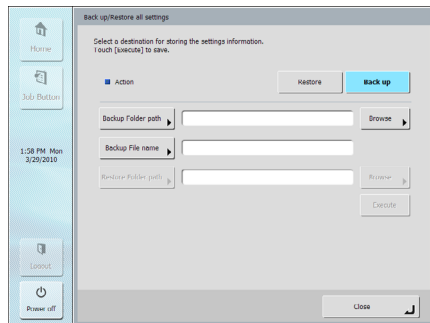 Back up/Restore all settings
Home
Select a destination for storing the settings information.
Touch [Execute] to save.
Action
Restore
Back up
Job Button
Backup Folder path
Browse
Backup File name
1:58 PM Mon
3/29/2010
Restore Folder path
Browse
Execute
Logout
Power off
Close